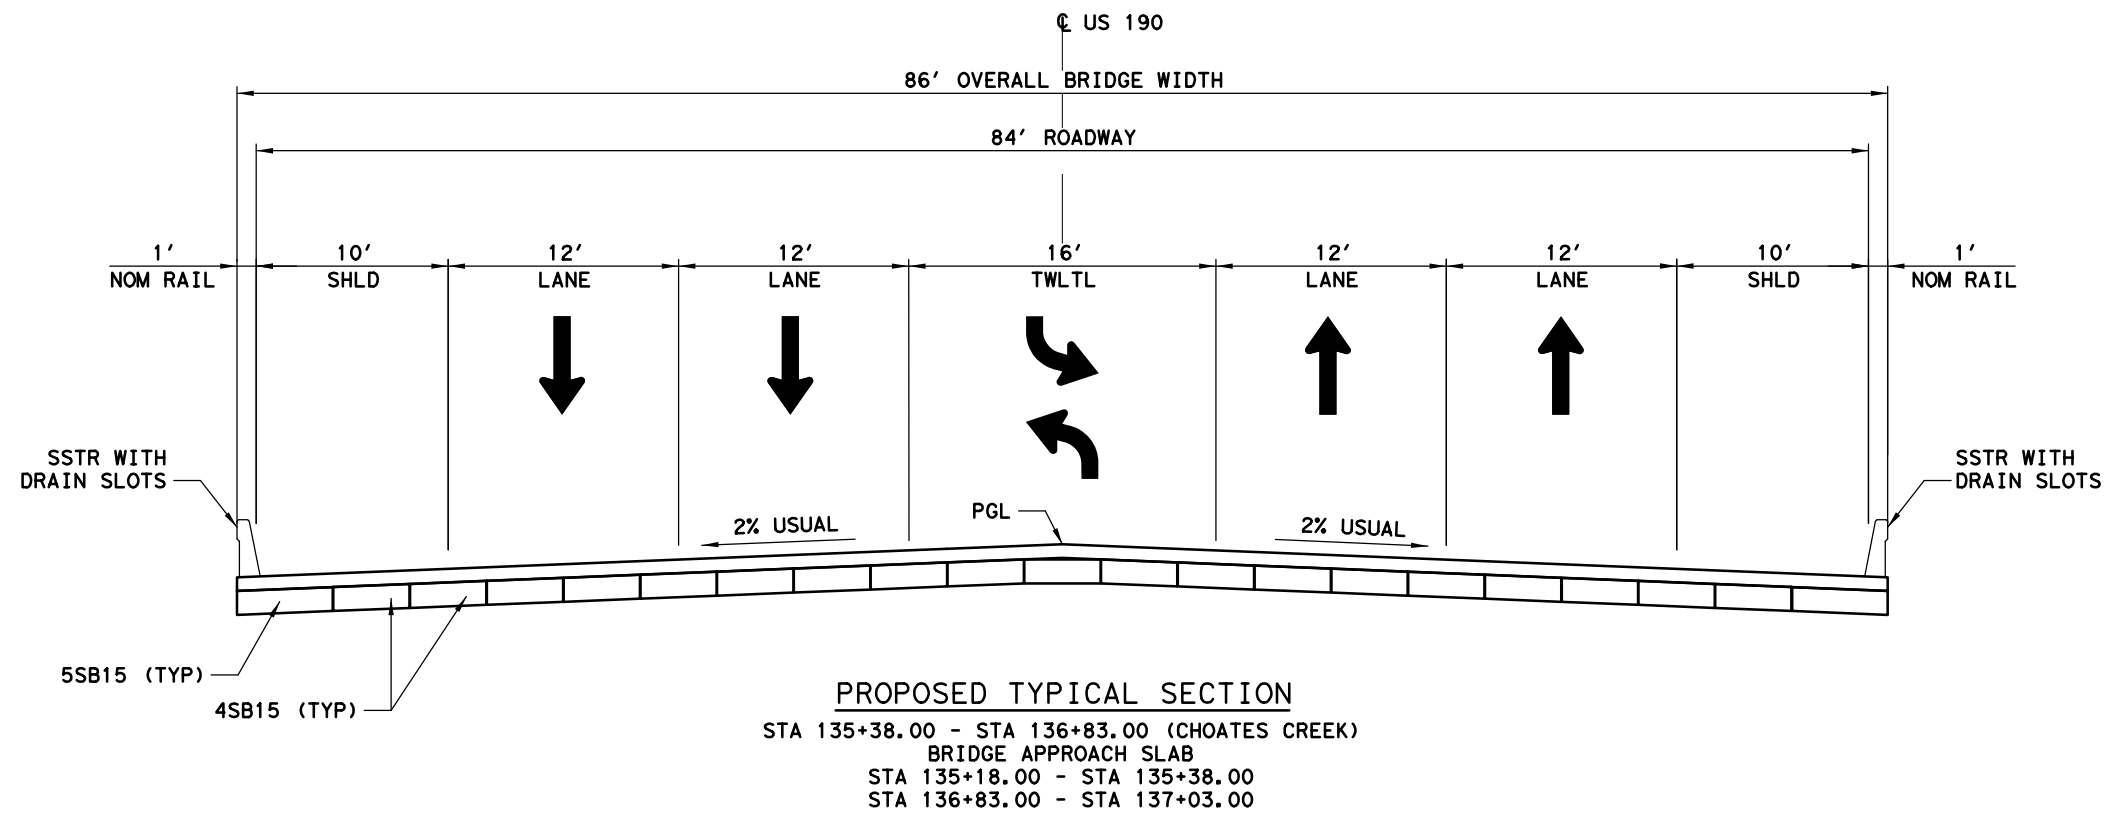 ℄ US 190
86' OVERALL BRIDGE WIDTH
84' ROADWAY
1' 10' 12' 12' 16' 12' 12' 10' 1'
NOM RAIL SHLD LANE LANE TWLTL LANE LANE SHLD NOM RAIL
SSTR WITH
DRAIN SLOTS
SSTR WITH
DRAIN SLOTS
2% USUAL
PGL
2% USUAL
5SB15 (TYP)
4SB15 (TYP)
PROPOSED TYPICAL SECTION
STA 135+38.00 - STA 136+83.00 (CHOATES CREEK)
BRIDGE APPROACH SLAB
STA 135+18.00 - STA 135+38.00
STA 136+83.00 - STA 137+03.00